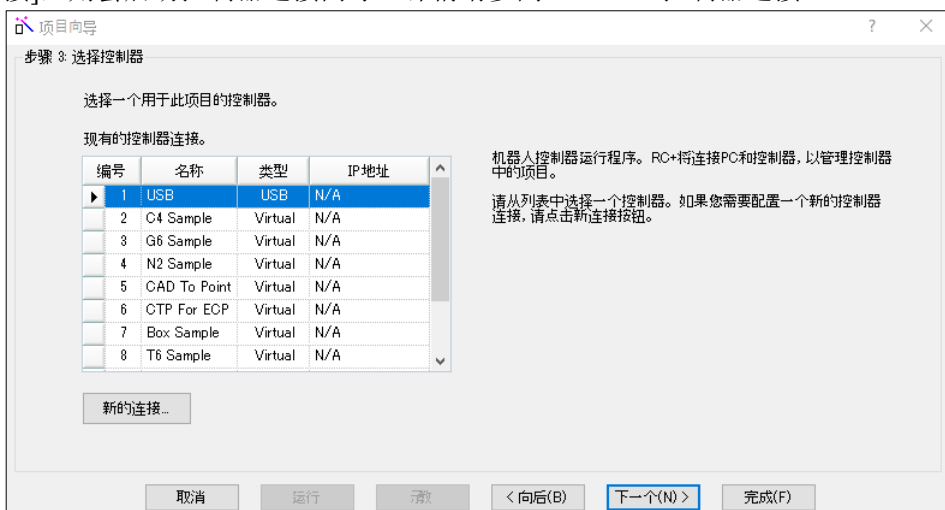 项目向导
步骤 3: 选择控制器
选择一个用于此项目的控制器。
现有的控制器连接。
编号 名称 类型 IP地址
1 USB USB N/A
2 C4 Sample Virtual N/A
3 G6 Sample Virtual N/A
4 N2 Sample Virtual N/A
5 CAD To Point Virtual N/A
6 CTP For ECP Virtual N/A
7 Box Sample Virtual N/A
8 T6 Sample Virtual N/A
机器人控制器运行程序。RC+将连接PC和控制器, 以管理控制器
中的项目。
请从列表中选择一个控制器。如果您需要配置一个新的控制器
连接, 请点击新连接按钮。
新的连接...
取消 运行 示教 < 向后(B) 下一个(N) > 完成(F)